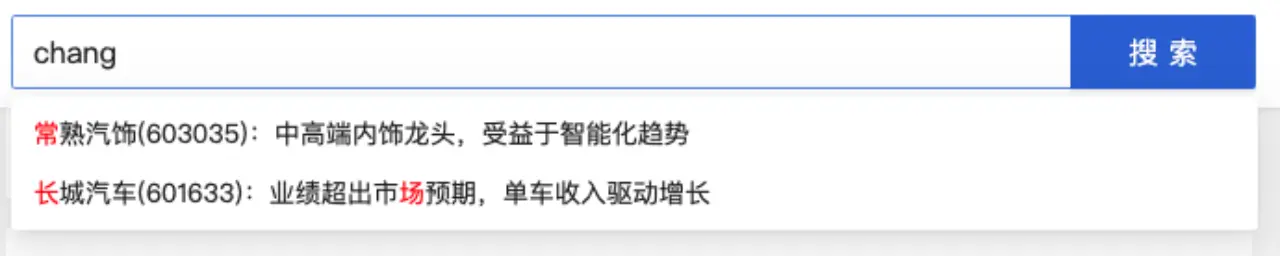 chang
搜索
常熟汽饰(603035)：中高端内饰龙头，受益于智能化趋势
长城汽车(601633)：业绩超出市场预期，单车收入驱动增长